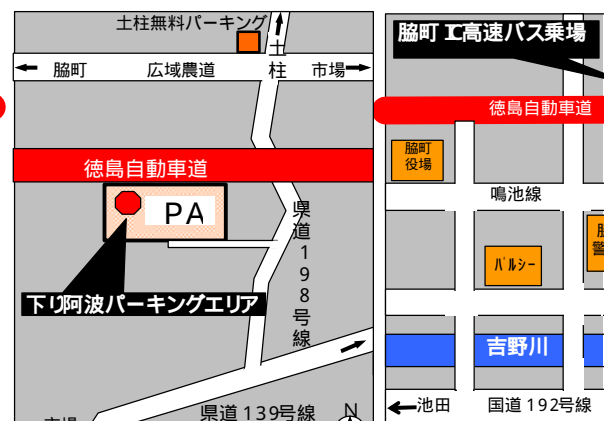 土柱無料パーキング
土柱
脇町
広域農道
市場
徳島自動車道
PA
県道198号線
下り阿波パーキングエリア
県道139号線
N
脇町IC高速バス乗場
徳島自動車道
脇町
役場
鳴池線
パルシー
吉野川
池田
国道192号線